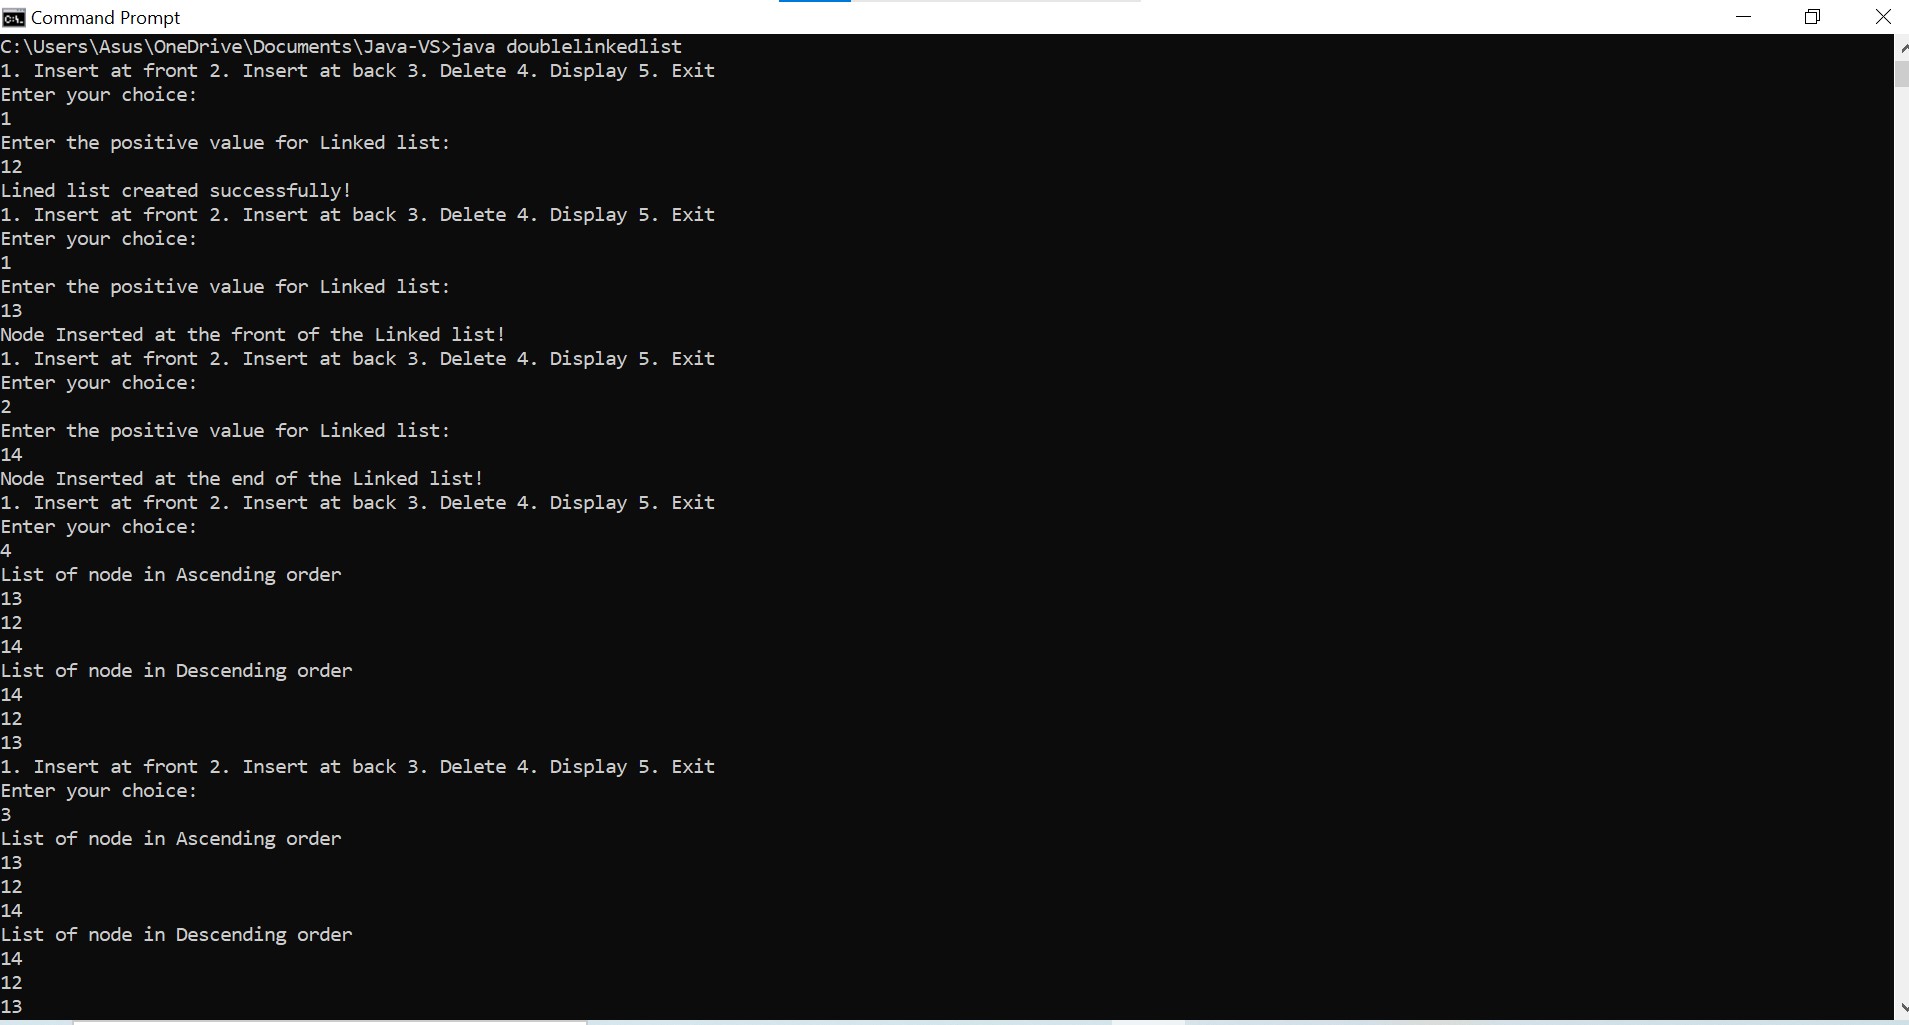 Command Prompt
C:\Users\Asus\OneDrive\Documents\Java-VS>java doublelinkedlist
1. Insert at front 2. Insert at back 3. Delete 4. Display 5. Exit
Enter your choice:
1
Enter the positive value for Linked list:
12
Lined list created successfully!
1. Insert at front 2. Insert at back 3. Delete 4. Display 5. Exit
Enter your choice:
1
Enter the positive value for Linked list:
13
Node Inserted at the front of the Linked list!
1. Insert at front 2. Insert at back 3. Delete 4. Display 5. Exit
Enter your choice:
2
Enter the positive value for Linked list:
14
Node Inserted at the end of the Linked list!
1. Insert at front 2. Insert at back 3. Delete 4. Display 5. Exit
Enter your choice:
4
List of node in Ascending order
13
12
14
List of node in Descending order
14
12
13
1. Insert at front 2. Insert at back 3. Delete 4. Display 5. Exit
Enter your choice:
3
List of node in Ascending order
13
12
14
List of node in Descending order
14
12
13